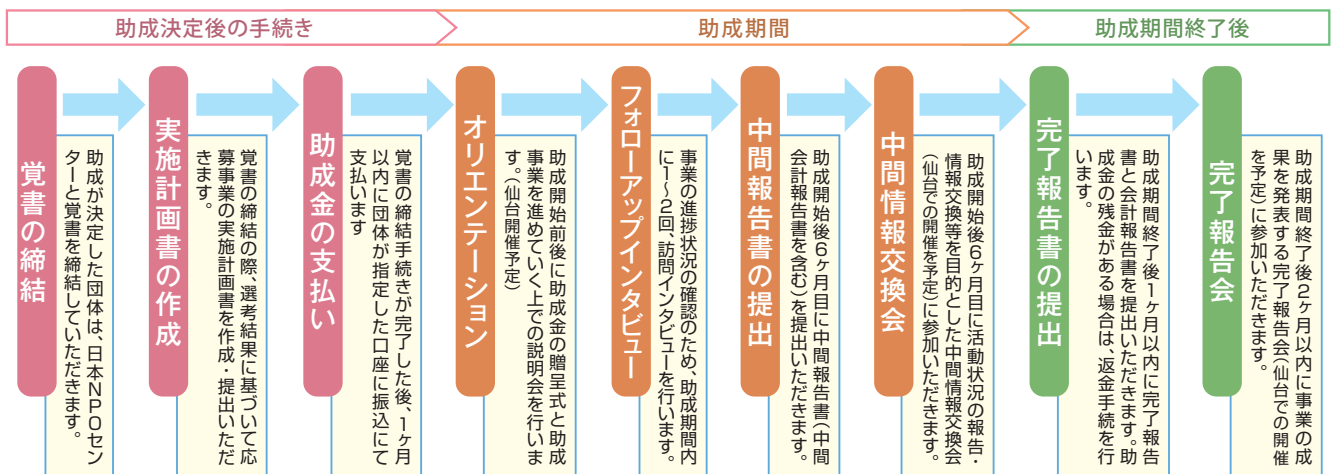 助成決定後の手続き
助成期間
助成期間終了後
覚書の締結
助成が決定した団体は、日本NPOセン
ターと覚書を締結していただきます。
実施計画書の作成
覚書の締結の際、選考結果に基づいて応
募事業の実施計画書を作成・提出いただ
きます。
助成金の支払い
覚書の締結手続きが完了した後、1ヶ月
以内に団体が指定した口座に振込にて
支払います
オリエンテーション
助成開始前後に助成金の贈呈式と助成
事業を進めていく上での説明会を行いま
す。(仙台開催予定)
フォローアップインタビュー
事業の進捗状況の確認のため、助成期間内
に1〜2回、訪問インタビューを行います。
中間報告書の提出
助成開始後6ヶ月目に中間報告書(中間
会計報告書を含む)を提出いただきます。
中間情報交換会
助成開始後6ヶ月目に活動状況の報告・
情報交換等を目的とした中間情報交換会
(仙台での開催を予定)に参加いただきます。
完了報告書の提出
助成期間終了後1ヶ月以内に完了報告
書と会計報告書を提出いただきます。助
成金の残金がある場合は、返金手続を行
います。
完了報告会
助成期間終了後2ヶ月以内に事業の成
果を発表する完了報告会(仙台での開催
を予定)に参加いただきます。